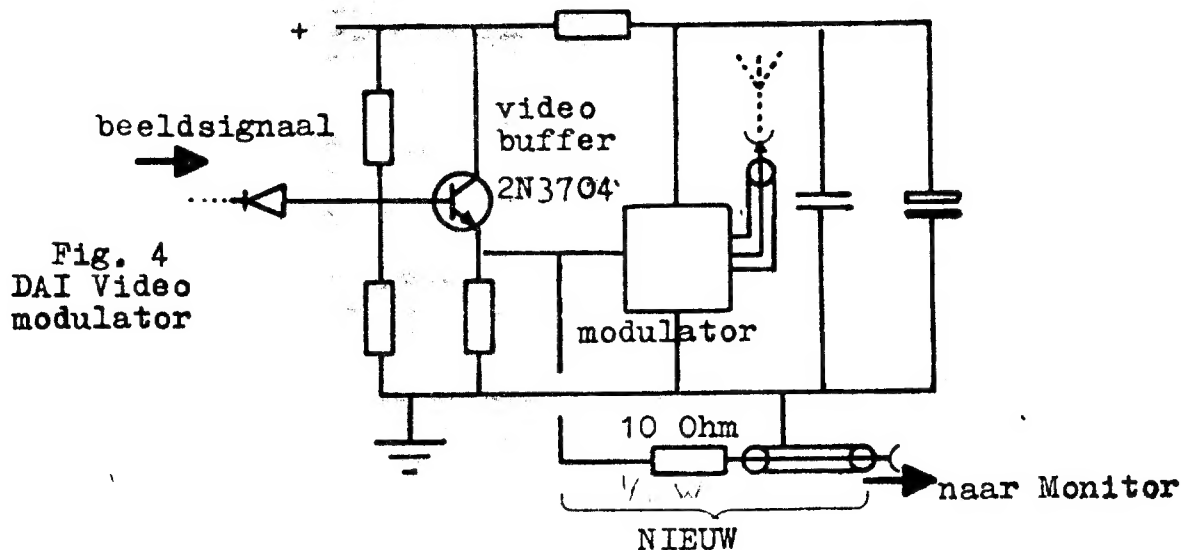 +
beeldsignaal
video
buffer
2N3704
Fig. 4
DAI Video
modulator
modulator
10 Ohm
naar Monitor
NIEUW